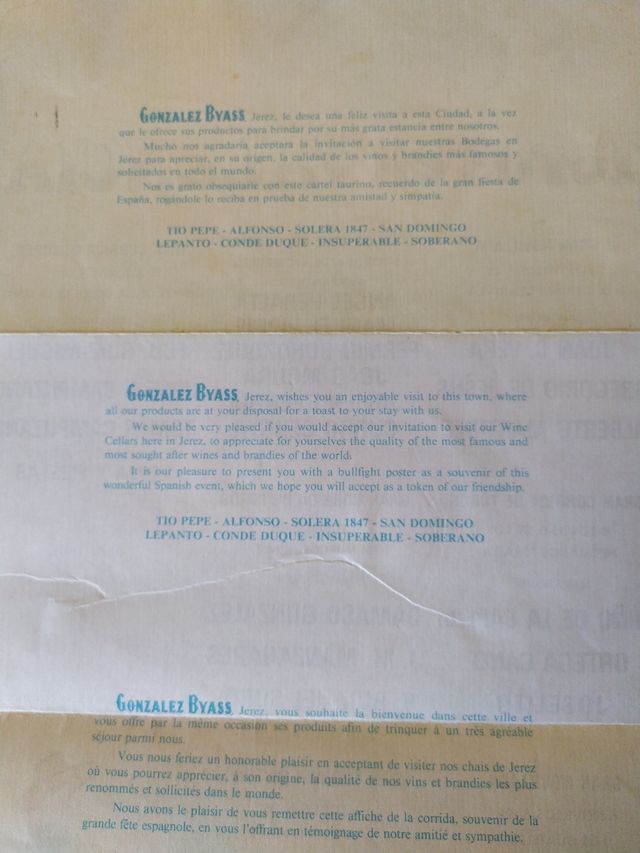 GONZALEZ BYASS, Jerez, le desea una feliz visita a esta Ciudad, a la vez
que le ofrece sus productos para brindar por su más grata estancia entre nosotros.
Mucho nos agradaría aceptara la invitación a visitar nuestras Bodegas en
Jerez para apreciar, en su origen, la calidad de los vinos y brandies más famosos y
solicitados en todo el mundo.
Nos es grato obsequiarle con este cartel taurino, recuerdo de la gran fiesta de
España, rogándole lo reciba en prueba de nuestra amistad y simpatía.
TIO PEPE - ALFONSO - SOLERA 1847 - SAN DOMINGO
LEPANTO - CONDE DUQUE - INSUPERABLE - SOBERANO
GONZALEZ BYASS, Jerez, wishes you an enjoyable visit to this town, where
all our products are at your disposal for a toast to your stay with us.
We would be very pleased if you would accept our invitation to visit our Wine
Cellars here in Jerez, to appreciate for yourselves the quality of the most famous and
most sought after wines and brandies of the world.
It is our pleasure to present you with a bullfight poster as a souvenir of this
wonderful Spanish event, which we hope you will accept as a token of our friendship.
TIO PEPE - ALFONSO - SOLERA 1847 - SAN DOMINGO
LEPANTO - CONDE DUQUE - INSUPERABLE - SOBERANO
GONZALEZ BYASS, Jerez, vous souhaite la bienvenue dans cette ville et
vous offre par la même occasion ses produits afin de trinquer à un très agréable
séjour parmi nous.
Vous nous feriez un honorable plaisir en acceptant de visiter nos chais de Jerez
où vous pourrez apprécier, à son origine, la qualité de nos vins et brandies les plus
renommés et sollicités dans le monde.
Nous avons le plaisir de vous remettre cette affiche de la corrida, souvenir de la
grande fête espagnole, en vous l'offrant en témoignage de notre amitié et sympathie.